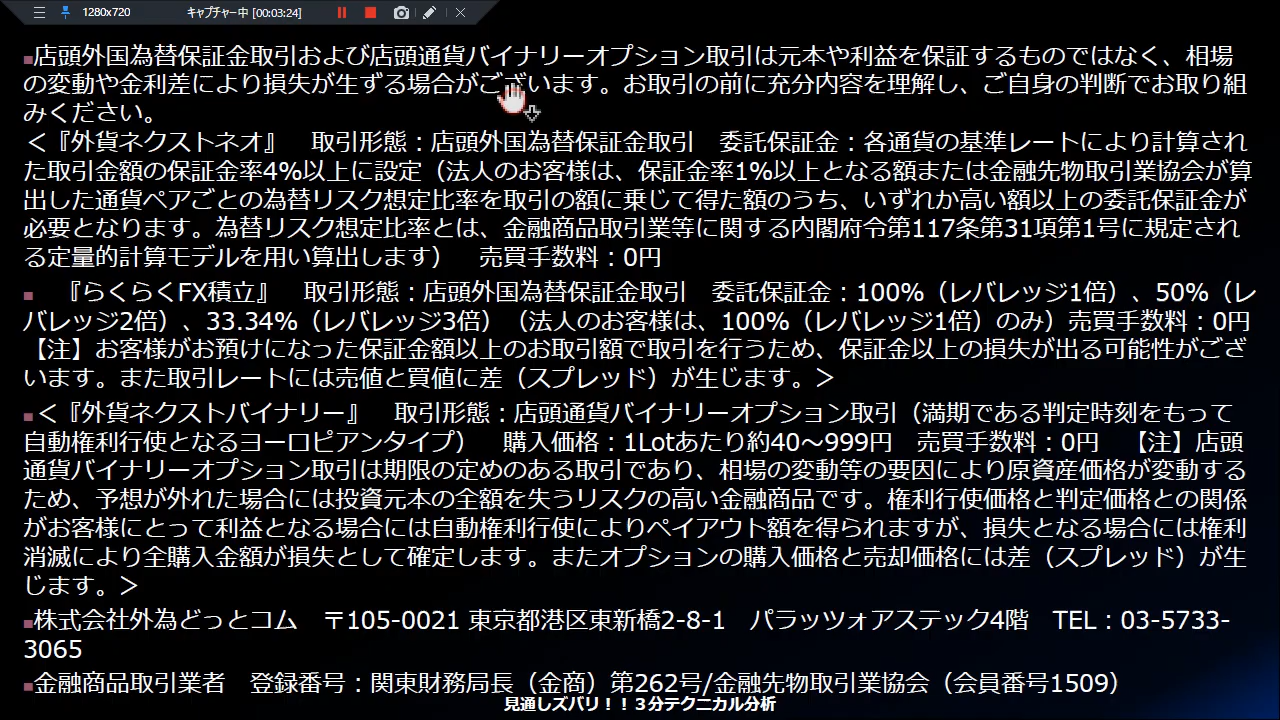 1280x720 キャプチャー中 [00:03:24]
■店頭外国為替保証金取引および店頭通貨バイナリーオプション取引は元本や利益を保証するものではなく、相場
の変動や金利差により損失が生ずる場合がございます。お取引の前に充分内容を理解し、ご自身の判断でお取り組
みください。
＜『外貨ネクストネオ』　取引形態：店頭外国為替保証金取引　委託保証金：各通貨の基準レートにより計算され
た取引金額の保証金率4%以上に設定（法人のお客様は、保証金率1%以上となる額または金融先物取引業協会が算
出した通貨ペアごとの為替リスク想定比率を取引の額に乗じて得た額のうち、いずれか高い額以上の委託保証金が
必要となります。為替リスク想定比率とは、金融商品取引業等に関する内閣府令第117条第31項第1号に規定され
る定量的計算モデルを用い算出します）　売買手数料：0円
■　『らくらくFX積立』　取引形態：店頭外国為替保証金取引　委託保証金：100%（レバレッジ1倍）、50%（レ
バレッジ2倍）、33.34%（レバレッジ3倍）（法人のお客様は、100%（レバレッジ1倍）のみ）売買手数料：0円
【注】お客様がお預けになった保証金額以上のお取引額で取引を行うため、保証金以上の損失が出る可能性がござ
います。また取引レートには売値と買値に差（スプレッド）が生じます。＞
■＜『外貨ネクストバイナリー』　取引形態：店頭通貨バイナリーオプション取引（満期である判定時刻をもって
自動権利行使となるヨーロピアンタイプ）　購入価格：1Lotあたり約40～999円　売買手数料：0円　【注】店頭
通貨バイナリーオプション取引は期限の定めのある取引であり、相場の変動等の要因により原資産価格が変動する
ため、予想が外れた場合には投資元本の全額を失うリスクの高い金融商品です。権利行使価格と判定価格との関係
がお客様にとって利益となる場合には自動権利行使によりペイアウト額を得られますが、損失となる場合には権利
消滅により全購入金額が損失として確定します。またオプションの購入価格と売却価格には差（スプレッド）が生
じます。＞
■株式会社外為どっとコム　〒105-0021 東京都港区東新橋2-8-1　パラッツォアステック4階　TEL：03-5733-
3065
■金融商品取引業者　登録番号：関東財務局長（金商）第262号/金融先物取引業協会（会員番号1509）
見通しズバリ！！３分テクニカル分析